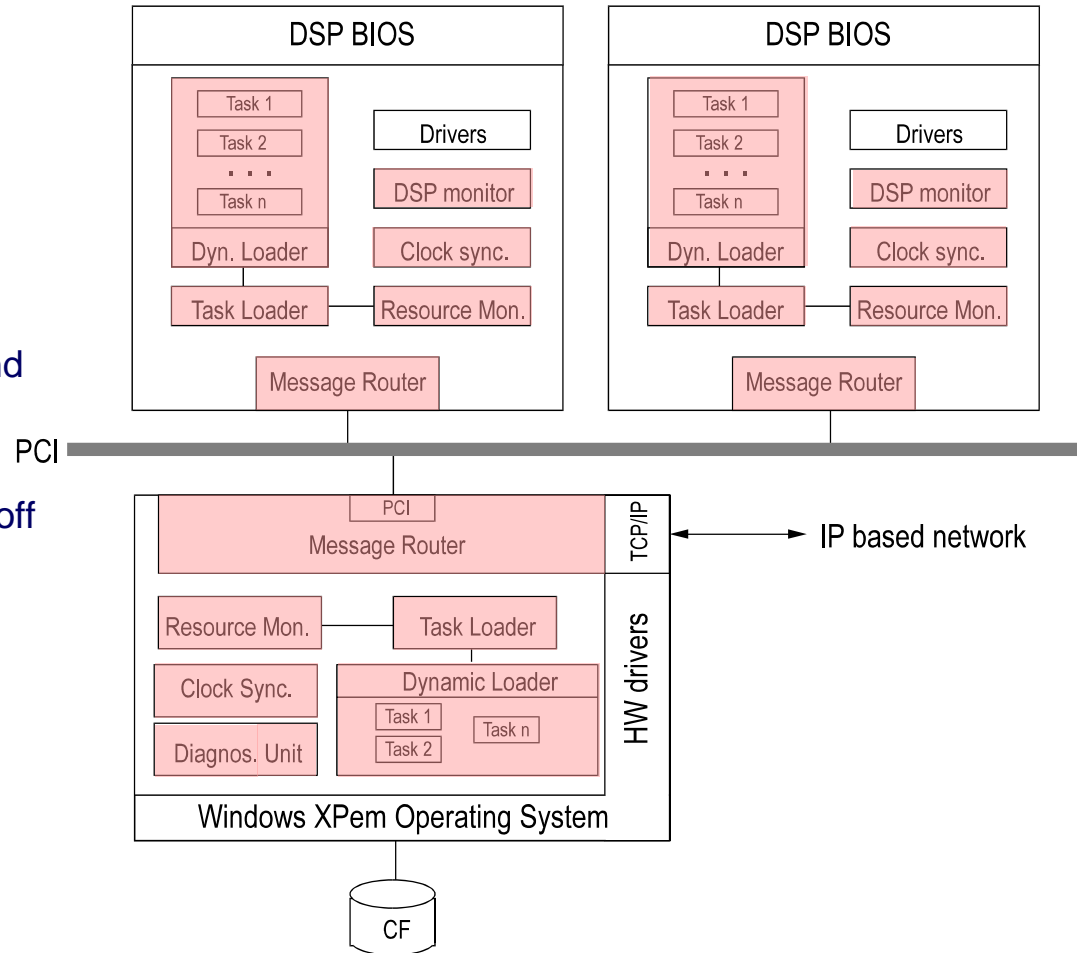 DSP BIOS
Task 1
Task 2
. . .
Task n
Dyn. Loader
Task Loader
Drivers
DSP monitor
Clock sync.
Resource Mon.
Message Router
DSP BIOS
Task 1
Task 2
. . .
Task n
Dyn. Loader
Task Loader
Drivers
DSP monitor
Clock sync.
Resource Mon.
Message Router
PCI
off
PCI
Message Router
TCP/IP
IP based network
Resource Mon.
Task Loader
Clock Sync.
Diagnos. Unit
Dynamic Loader
Task 1
Task 2
Task n
HW drivers
Windows XPem Operating System
CF